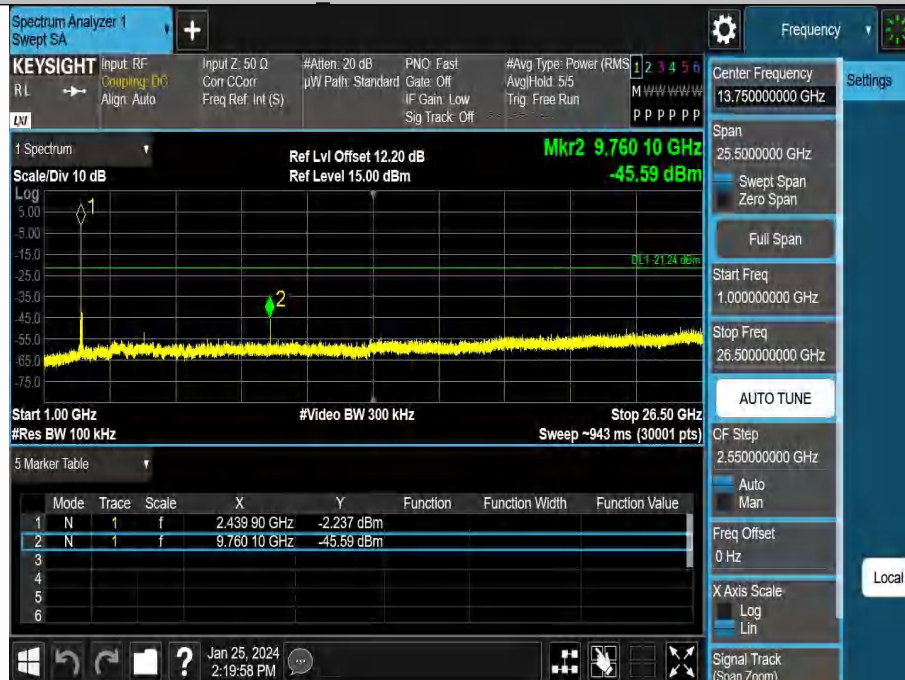 Spectrum Analyzer 1
Swept SA
Frequency
KEYSIGHT
RL
LXI
Input: RF
Coupling: DC
Align: Auto
Input Z: 50 Ω
Corr CCorr
Freq Ref: Int (S)
#Atten: 20 dB
µW Path: Standard
PNO: Fast
Gate: Off
IF Gain: Low
Sig Track: Off
#Avg Type: Power (RMS
Avg|Hold: 5/5
Trig: Free Run
1 2 3 4 5 6
M W W W W W
P P P P P P
1 Spectrum
Scale/Div 10 dB
Ref Lvl Offset 12.20 dB
Ref Level 15.00 dBm
Mkr2 9.760 10 GHz
-45.59 dBm
Log
5.00
-5.00
-15.0
-25.0
-35.0
-45.0
-55.0
-65.0
-75.0
1
2
DL1 -21.24 dBm
Start 1.00 GHz
#Res BW 100 kHz
#Video BW 300 kHz
Stop 26.50 GHz
Sweep ~943 ms (30001 pts)
5 Marker Table
Mode Trace Scale X Y Function Function Width Function Value
1 N 1 f 2.439 90 GHz -2.237 dBm
2 N 1 f 9.760 10 GHz -45.59 dBm
3
4
5
6
Jan 25, 2024
2:19:58 PM
Center Frequency
13.750000000 GHz
Settings
Span
25.5000000 GHz
Swept Span
Zero Span
Full Span
Start Freq
1.000000000 GHz
Stop Freq
26.500000000 GHz
AUTO TUNE
CF Step
2.550000000 GHz
Auto
Man
Freq Offset
0 Hz
Local
X Axis Scale
Log
Lin
Signal Track
(Span Zoom)